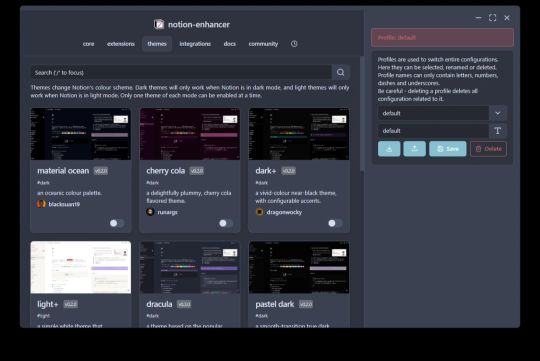 notion-enhancer
core extensions themes integrations docs community
Search ('/' to focus)
Themes change Notion's colour scheme. Dark themes will only work when Notion is in dark mode, and light themes will only
work when Notion is in light mode. Only one theme of each mode can be enabled at a time.
material ocean v0.2.0
#dark
an oceanic colour palette.
blacksuan19
cherry cola v0.2.0
#dark
a delightfully plummy, cherry cola
flavored theme.
runargs
dark+ v0.2.0
#dark
a vivid-colour near-black theme,
with configurable accents.
dragonwocky
light+ v0.2.0
#light
a simple white theme that
dracula v0.2.0
#dark
a theme based on the popular
pastel dark v0.2.0
#dark
a smooth-transition true dark
Profile: default
Profiles are used to switch entire configurations.
Here they can be selected, renamed or deleted.
Profile names can only contain letters, numbers,
dashes and underscores.
Be careful - deleting a profile deletes all
configuration related to it.
default
default
Save Delete